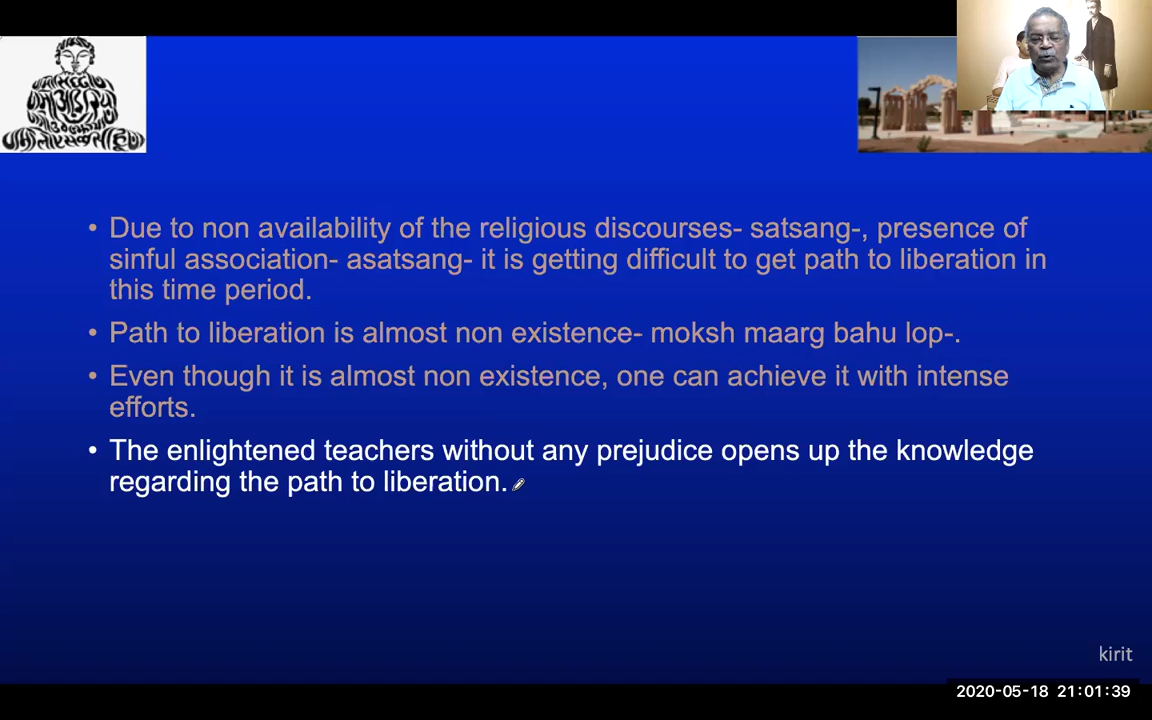 • Due to non availability of the religious discourses- satsang-, presence of
sinful association- asatsang- it is getting difficult to get path to liberation in
this time period.
• Path to liberation is almost non existence- moksh maarg bahu lop-.
• Even though it is almost non existence, one can achieve it with intense
efforts.
• The enlightened teachers without any prejudice opens up the knowledge
regarding the path to liberation.
kirit
2020-05-18 21:01:39